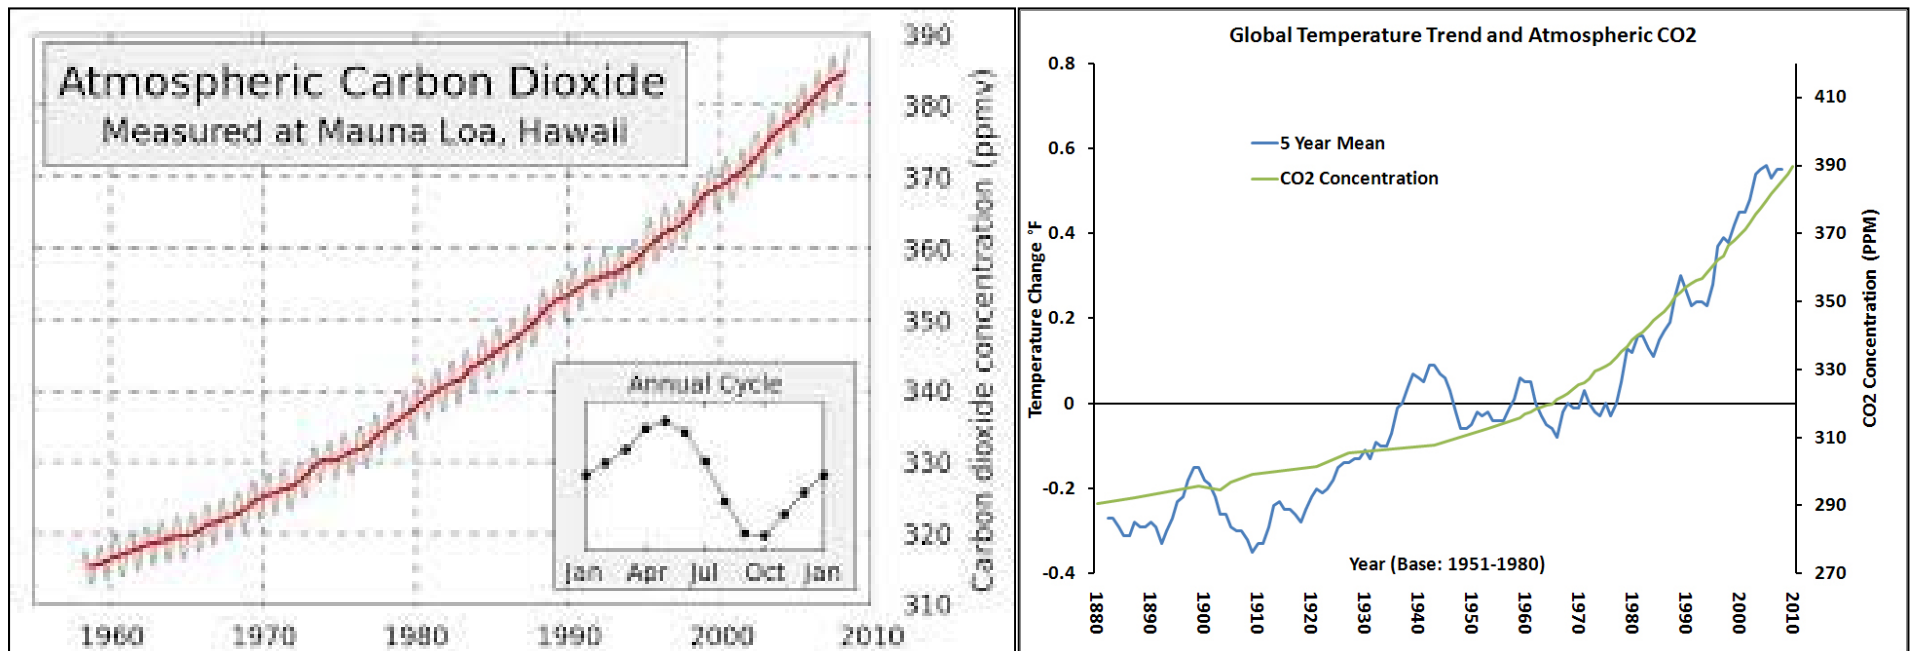 Atmospheric Carbon Dioxide
Measured at Mauna Loa, Hawaii
390
380
370
360
350
340
330
320
310
Carbon dioxide concentration (ppmv)
Annual Cycle
Jan Apr Jul Oct Jan
1960 1970 1980 1990 2000 2010
Global Temperature Trend and Atmospheric CO2
0.8
0.6
0.4
0.2
0
-0.2
-0.4
Temperature Change °F
5 Year Mean
CO2 Concentration
410
390
370
350
330
310
290
270
CO2 Concentration (PPM)
Year (Base: 1951-1980)
1880 1890 1900 1910 1920 1930 1940 1950 1960 1970 1980 1990 2000 2010